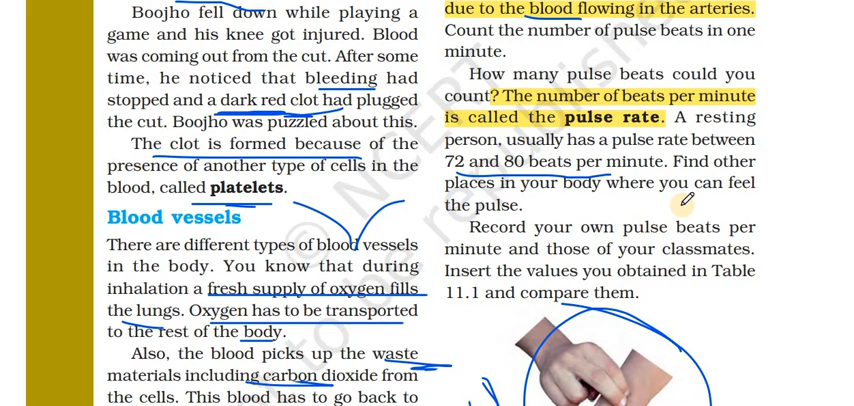 Boojho fell down while playing a
game and his knee got injured. Blood
was coming out from the cut. After some
time, he noticed that bleeding had
stopped and a dark red clot had plugged
the cut. Boojho was puzzled about this.
The clot is formed because of the
presence of another type of cells in the
blood, called platelets.
Blood vessels
There are different types of blood vessels
in the body. You know that during
inhalation a fresh supply of oxygen fills
the lungs. Oxygen has to be transported
to the rest of the body.
Also, the blood picks up the waste
materials including carbon dioxide from
the cells. This blood has to go back to
due to the blood flowing in the arteries.
Count the number of pulse beats in one
minute.
How many pulse beats could you
count? The number of beats per minute
is called the pulse rate. A resting
person, usually has a pulse rate between
72 and 80 beats per minute. Find other
places in your body where you can feel
the pulse.
Record your own pulse beats per
minute and those of your classmates.
Insert the values you obtained in Table
11.1 and compare them.
© NCERT
to be republished